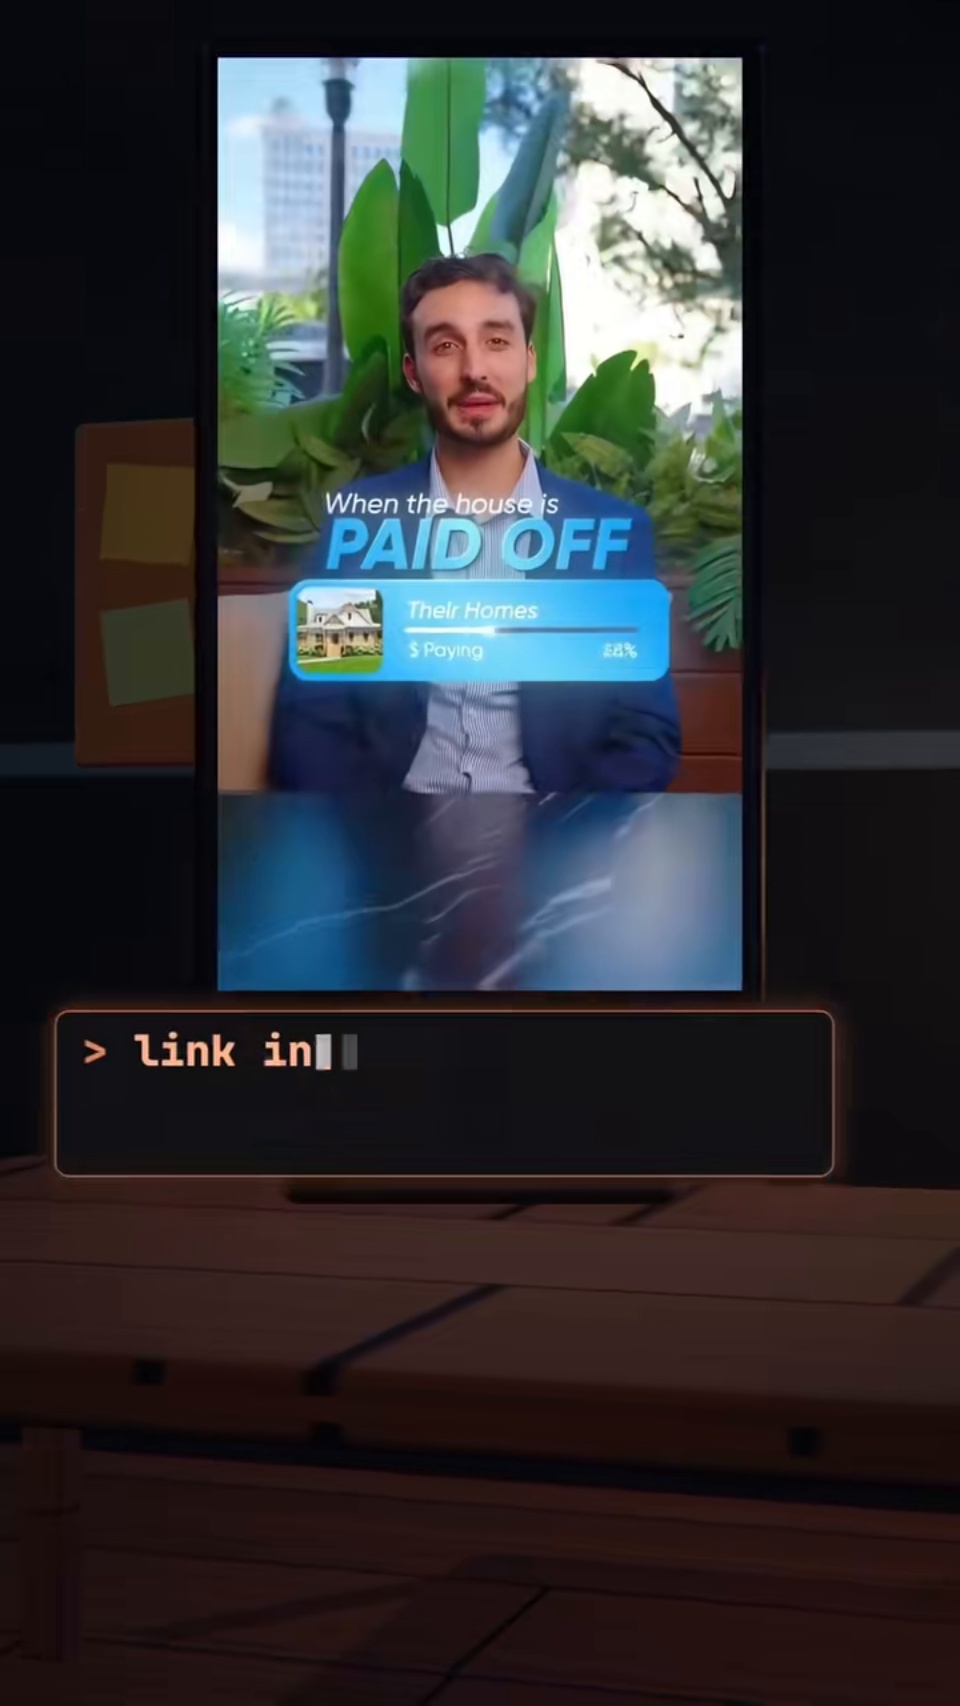 When the house is
PAID OFF
Their Homes
$ Paying
> link in